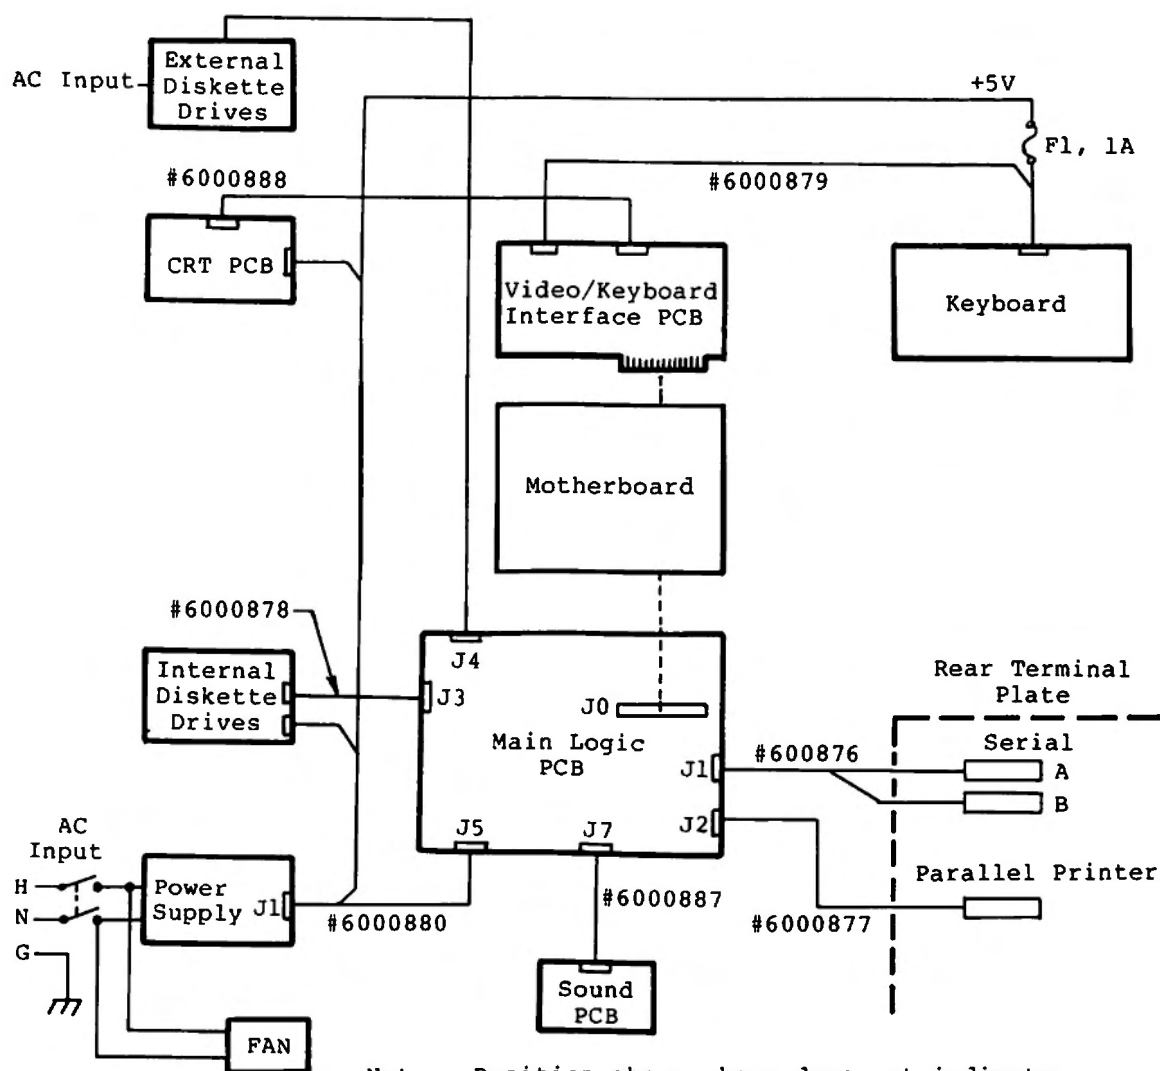 External
Diskette
Drives
AC Input
+5V
F1, 1A
#6000879
#6000888
CRT PCB
Video/Keyboard
Interface PCB
Keyboard
Motherboard
#6000878
J4
Internal
Diskette
Drives
J3
J0
Main Logic
PCB
Rear Terminal
Plate
Serial
#600876
J1
A
B
J2
J5
J7
AC
Input
H
N
G
Power
Supply
J1
#6000880
#6000887
Parallel Printer
#6000877
Sound
PCB
FAN